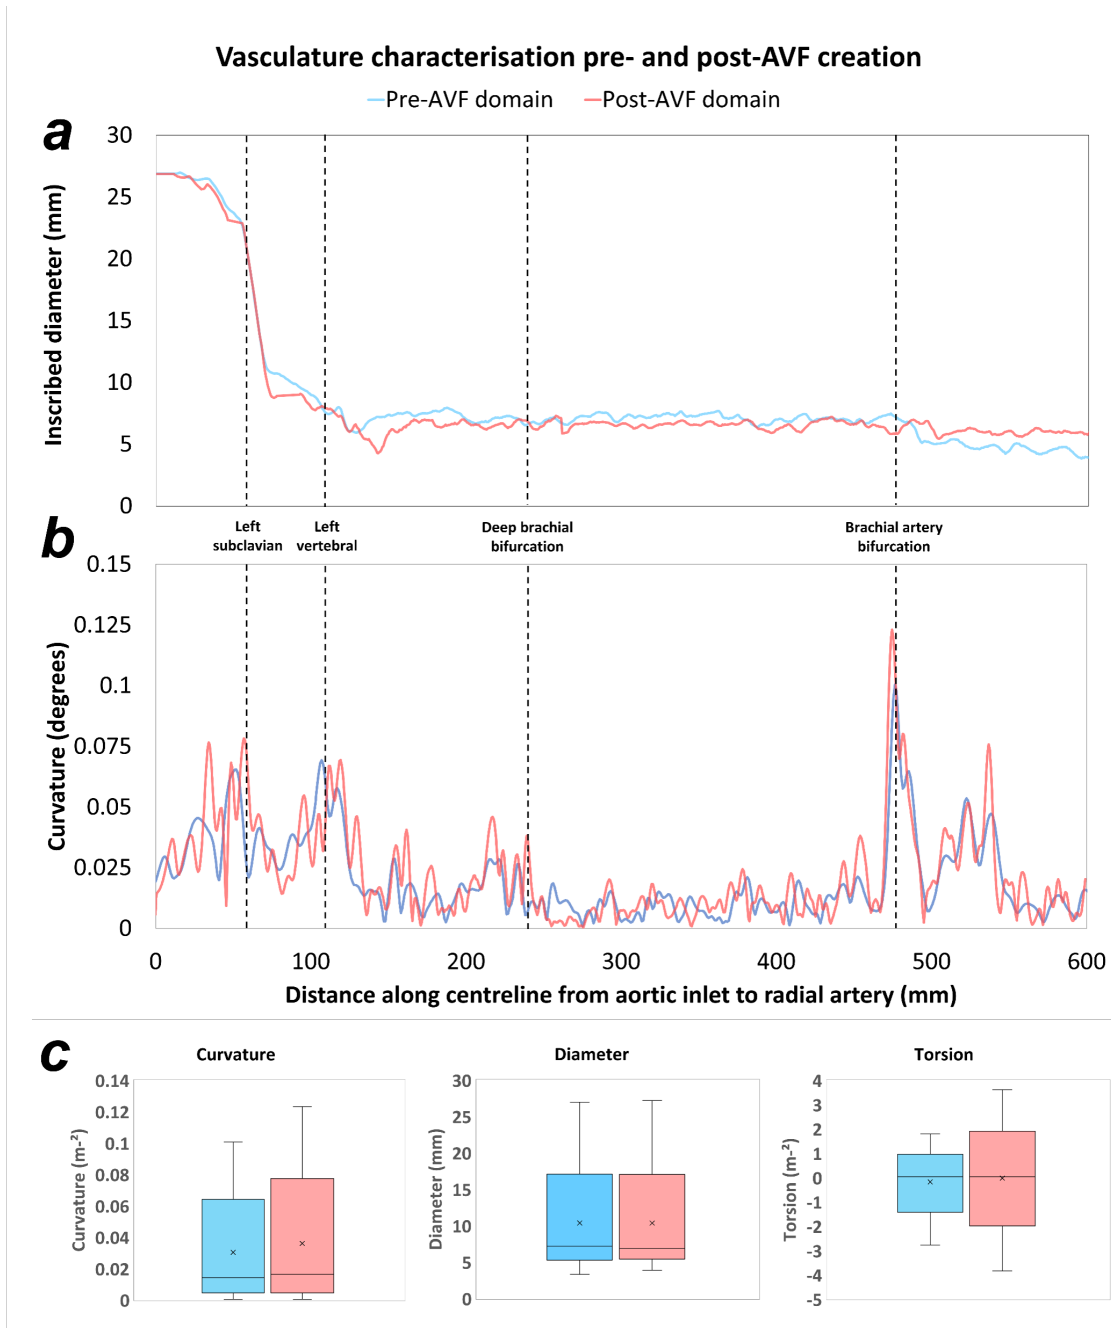 Vasculature characterisation pre- and post-AVF creation
Pre-AVF domain Post-AVF domain
a
Inscribed diameter (mm)
30
25
20
15
10
5
0
Left
subclavian
Left
vertebral
Deep brachial
bifurcation
Brachial artery
bifurcation
b
Curvature (degrees)
0.15
0.125
0.1
0.075
0.05
0.025
0
0 100 200 300 400 500 600
Distance along centreline from aortic inlet to radial artery (mm)
c
Curvature
Curvature (m-²)
0.14
0.12
0.1
0.08
0.06
0.04
0.02
0
Diameter
Diameter (mm)
30
25
20
15
10
5
0
Torsion
Torsion (m-²)
4
3
2
1
0
-1
-2
-3
-4
-5